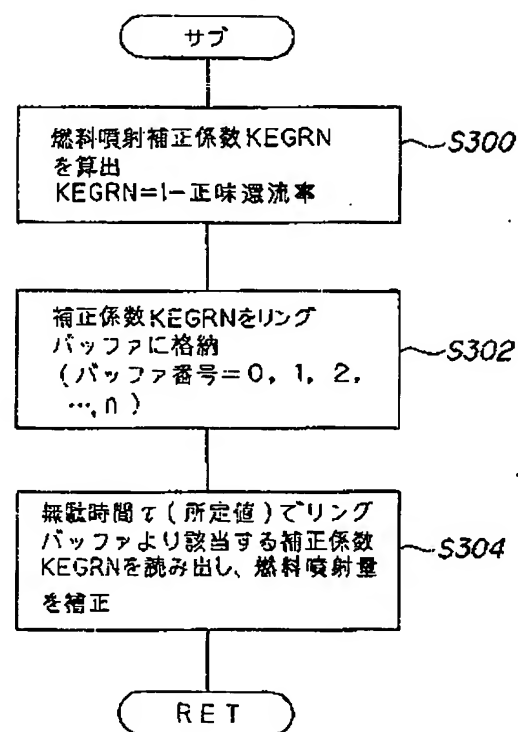 サブ
燃料噴射補正係数KEGRN
を算出
KEGRN=1-正味還流率
S300
補正係数KEGRNをリング
バッファに格納
(バッファ番号=0, 1, 2,
…,n)
S302
無駄時間τ(所定値)でリング
バッファより該当する補正係数
KEGRNを読み出し、燃料噴射量
を補正
S304
RET